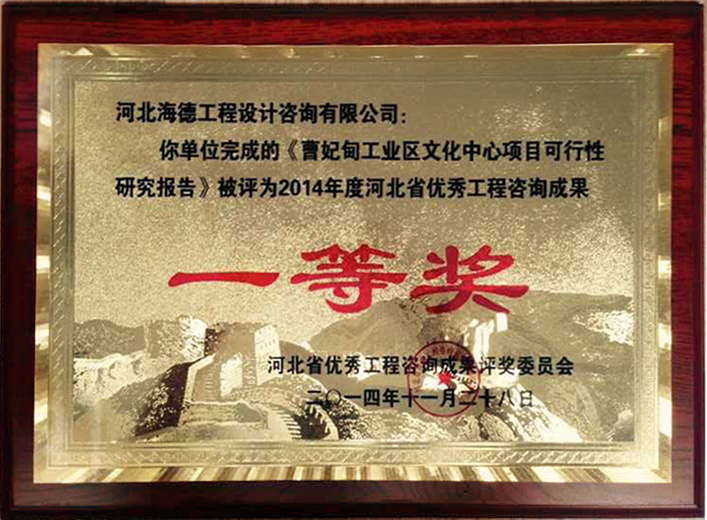 河北海德工程设计咨询有限公司：
你单位完成的《曹妃甸工业区文化中心项目可行性
研究报告》被评为2014年度河北省优秀工程咨询成果
一等奖
河北省优秀工程咨询成果评奖委员会
二〇一四年十一月二十八日